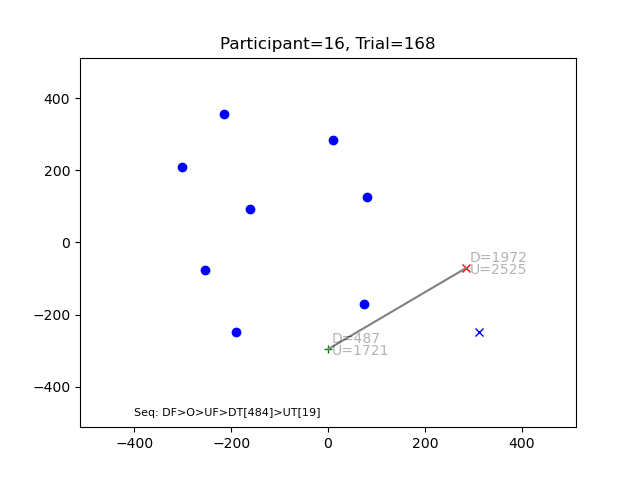 Participant=16, Trial=168
400
200
0
−200
−400
D=1972
U=2525
D=487
U=1721
Seq: DF>O>UF>DT[484]>UT[19]
−400
−200
0
200
400